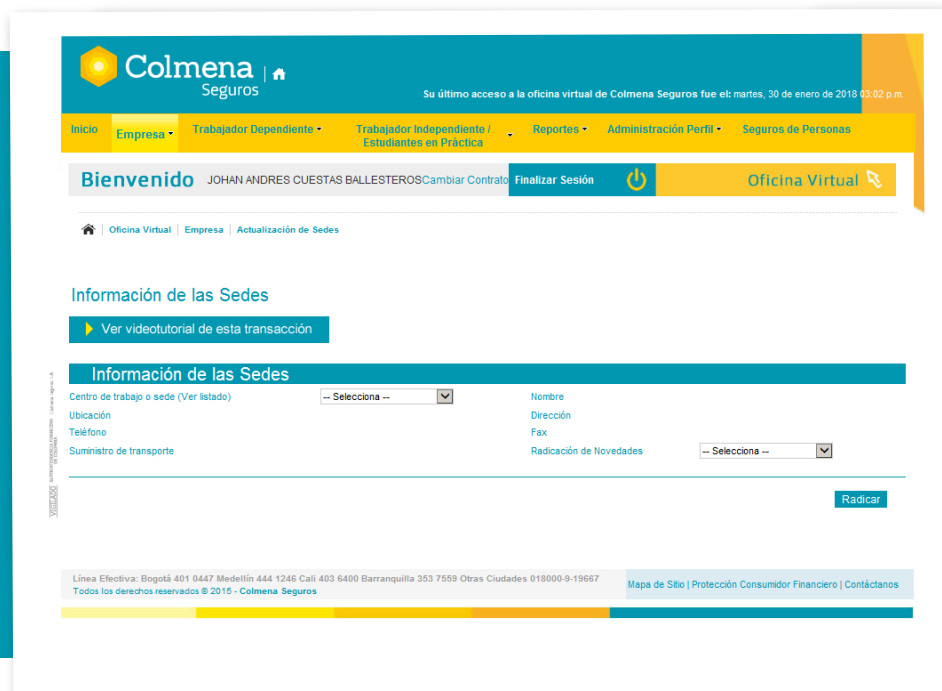 Colmena
Seguros
Su último acceso a la oficina virtual de Colmena Seguros fue el: martes, 30 de enero de 2018 03:02 p.m.
Inicio Empresa Trabajador Dependiente Trabajador Independiente / Estudiantes en Práctica Reportes Administración Perfil Seguros de Personas
Bienvenido JOHAN ANDRES CUESTAS BALLESTEROS Cambiar Contrato Finalizar Sesión Oficina Virtual
Oficina Virtual | Empresa | Actualización de Sedes
Información de las Sedes
Ver videotutorial de esta transacción
Información de las Sedes
Centro de trabajo o sede (Ver listado) -- Selecciona -- Nombre
Ubicación Dirección
Teléfono Fax
Suministro de transporte Radicación de Novedades -- Selecciona --
Radicar
VIGILADO SUPERINTENDENCIA FINANCIERA DE COLOMBIA
Línea Efectiva: Bogotá 401 0447 Medellín 444 1246 Cali 403 6400 Barranquilla 353 7559 Otras Ciudades 018000-9-19667
Todos los derechos reservados ® 2015 - Colmena Seguros
Mapa de Sitio | Protección Consumidor Financiero | Contáctanos